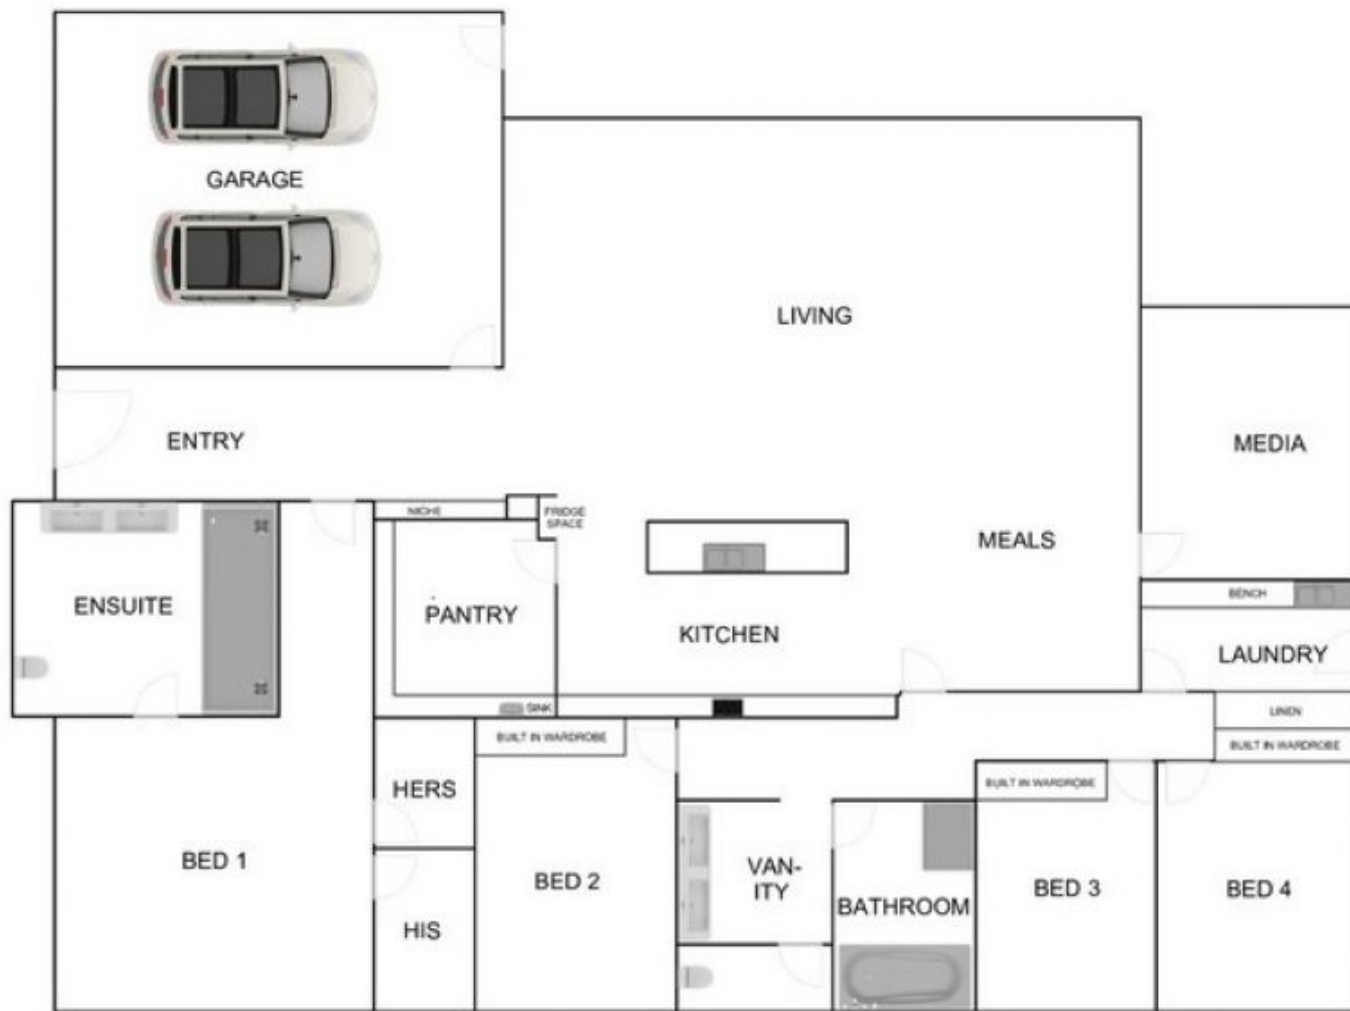 GARAGE
LIVING
ENTRY
MEDIA
NICHE
FRIDGE
SPACE
MEALS
ENSUITE
PANTRY
KITCHEN
BENCH
LAUNDRY
SINK
LINEN
BUILT IN WARDROBE
BUILT IN WARDROBE
HERS
BUILT IN WARDROBE
BED 1
BED 2
VAN-
ITY
BATHROOM
BED 3
BED 4
HIS